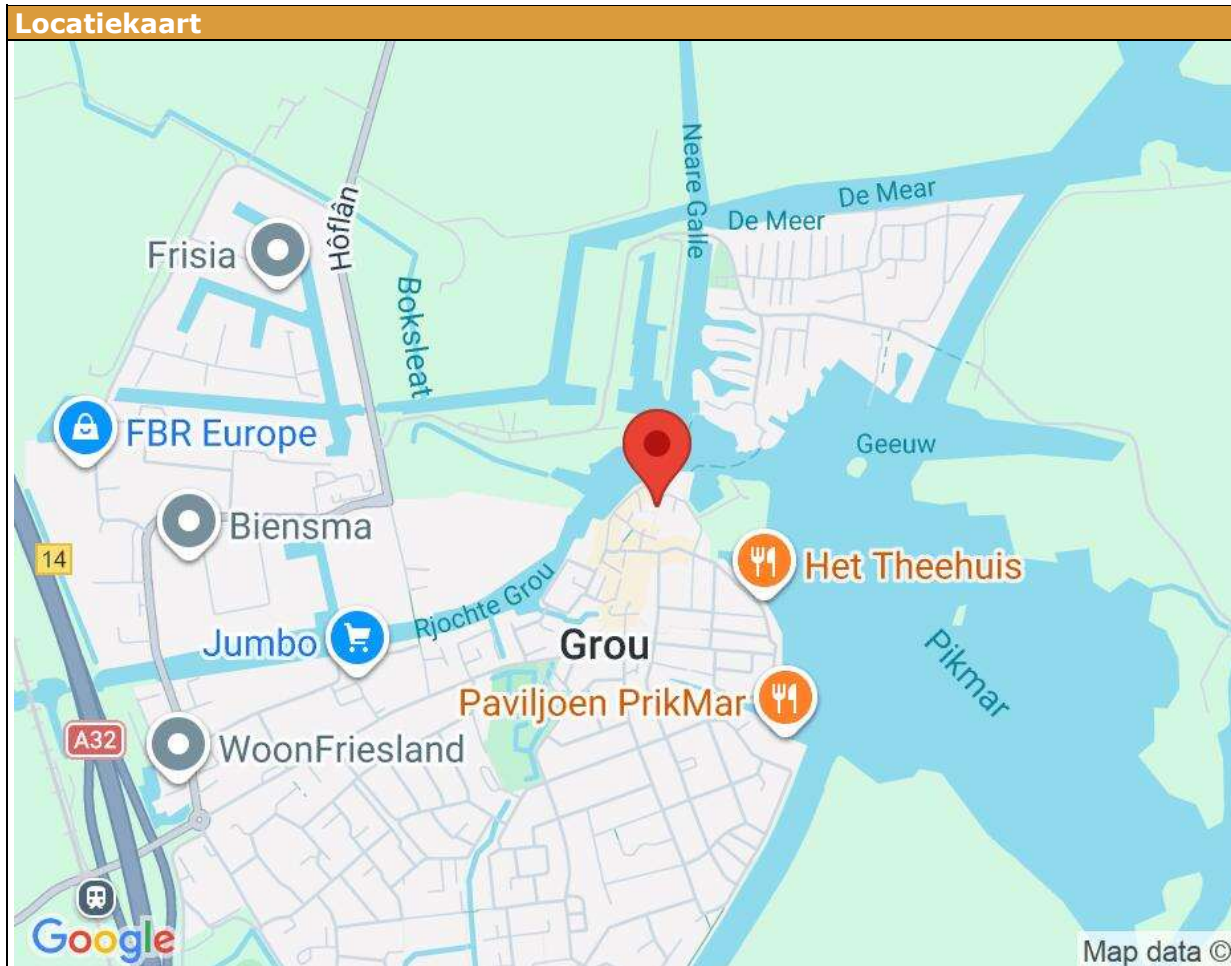 Locatiekaart
Neare Galle
De Mear
De Meer
Hôflân
Frisia
Boksleat
FBR Europe
Geeuw
Biensma
14
Het Theehuis
Rjochte Grou
Jumbo
Grou
Pikmar
Paviljoen PrikMar
A32
WoonFriesland
Google
Map data ©